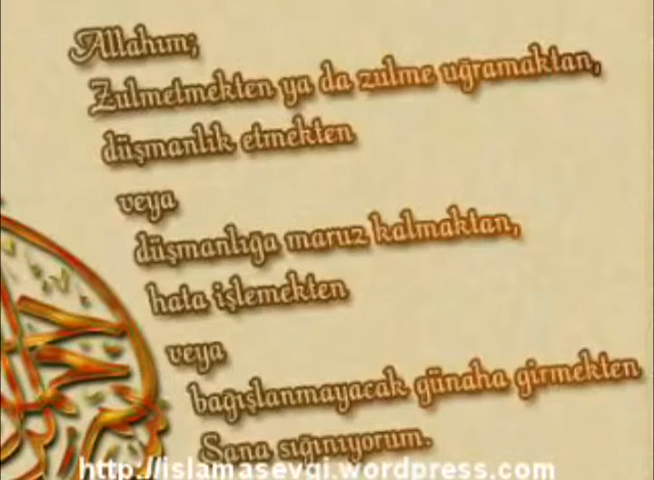 Allahım;
Zulmetmekten ya da zulme uğramaktan,
düşmanlık etmekten
veya
düşmanlığa maruz kalmaktan,
hata işlemekten
veya
bağışlanmayacak günaha girmekten
Sana sığınıyorum.
http://islamasevgi.wordpress.com